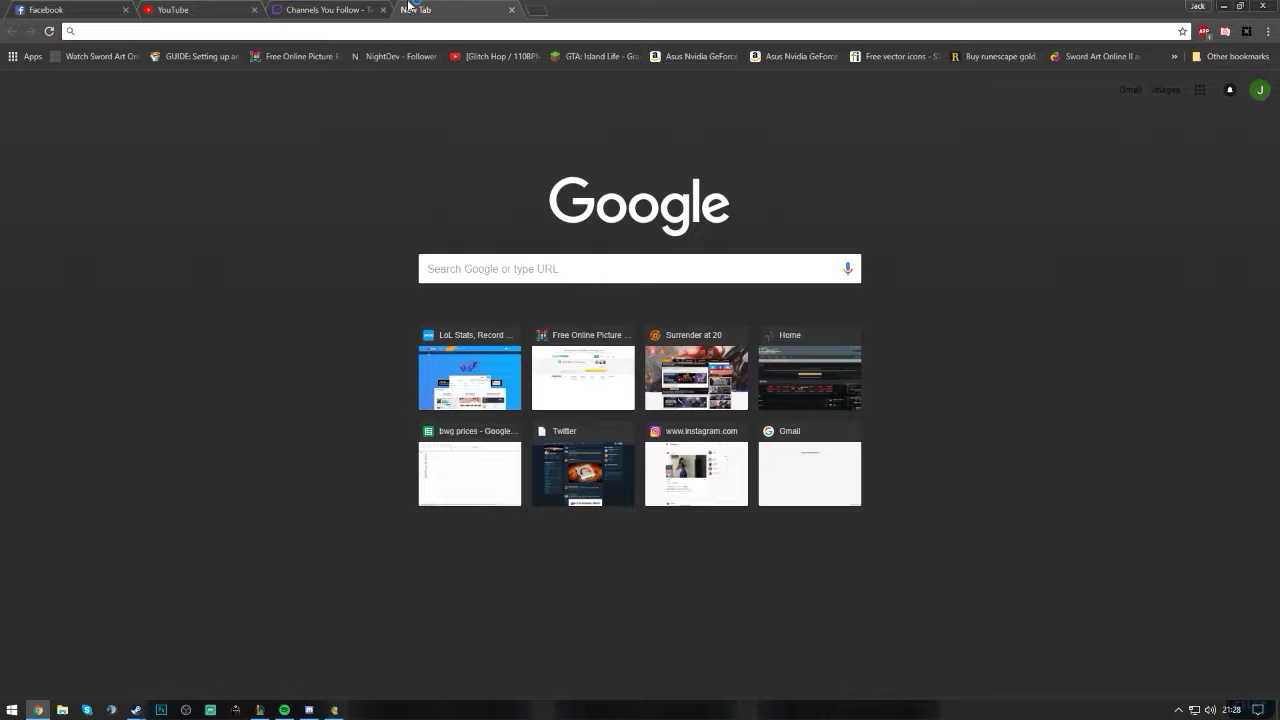 Facebook
YouTube
Channels You Follow - Tw
New Tab
Jack
Apps
Watch Sword Art Onl
GUIDE: Setting up an
Free Online Picture R
NightDev - Follower
[Glitch Hop / 110BPM
GTA: Island Life - Gra
Asus Nvidia GeForce
Asus Nvidia GeForce
Free vector icons - S
Buy runescape gold,
Sword Art Online II a
Other bookmarks
Gmail
Images
J
Google
Search Google or type URL
LoL Stats, Record ...
Free Online Picture ...
Surrender at 20
Home
bwg prices - Google...
Twitter
www.instagram.com
Gmail
21:28